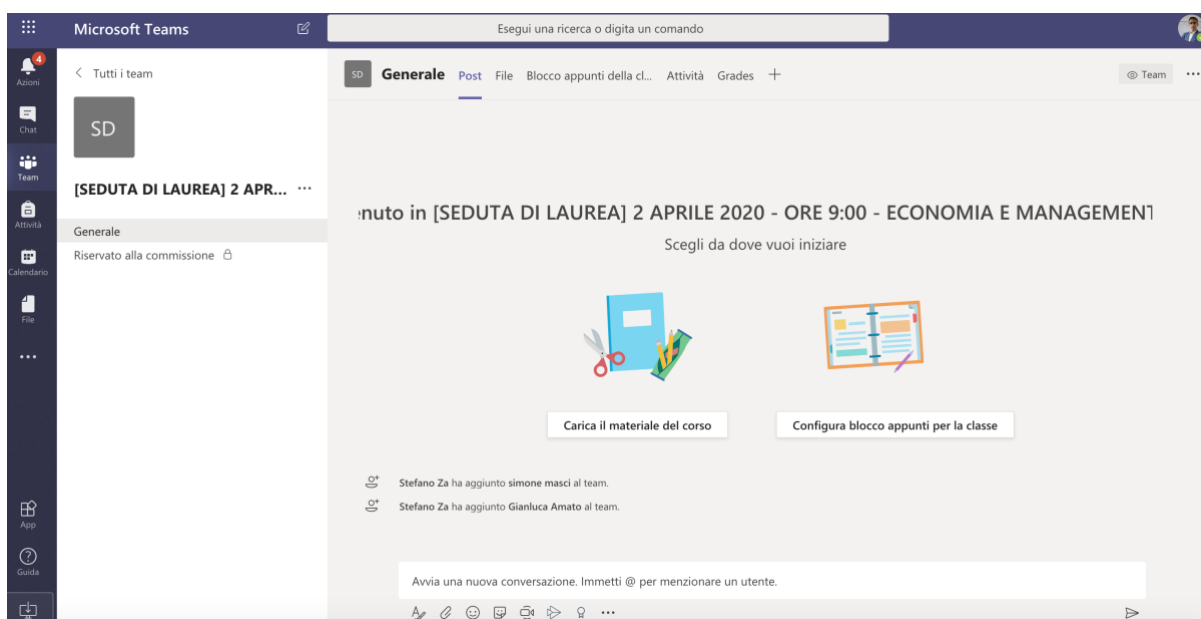 Microsoft Teams
Esegui una ricerca o digita un comando
4
Azioni
Chat
Team
Attività
Calendario
File
App
Guida
Tutti i team
SD
[SEDUTA DI LAUREA] 2 APR... ...
Generale
Riservato alla commissione
SD Generale Post File Blocco appunti della cl... Attività Grades +
Team ...
nuto in [SEDUTA DI LAUREA] 2 APRILE 2020 - ORE 9:00 - ECONOMIA E MANAGEMENT
Scegli da dove vuoi iniziare
Carica il materiale del corso
Configura blocco appunti per la classe
Stefano Za ha aggiunto simone masci al team.
Stefano Za ha aggiunto Gianluca Amato al team.
Avvia una nuova conversazione. Immetti @ per menzionare un utente.